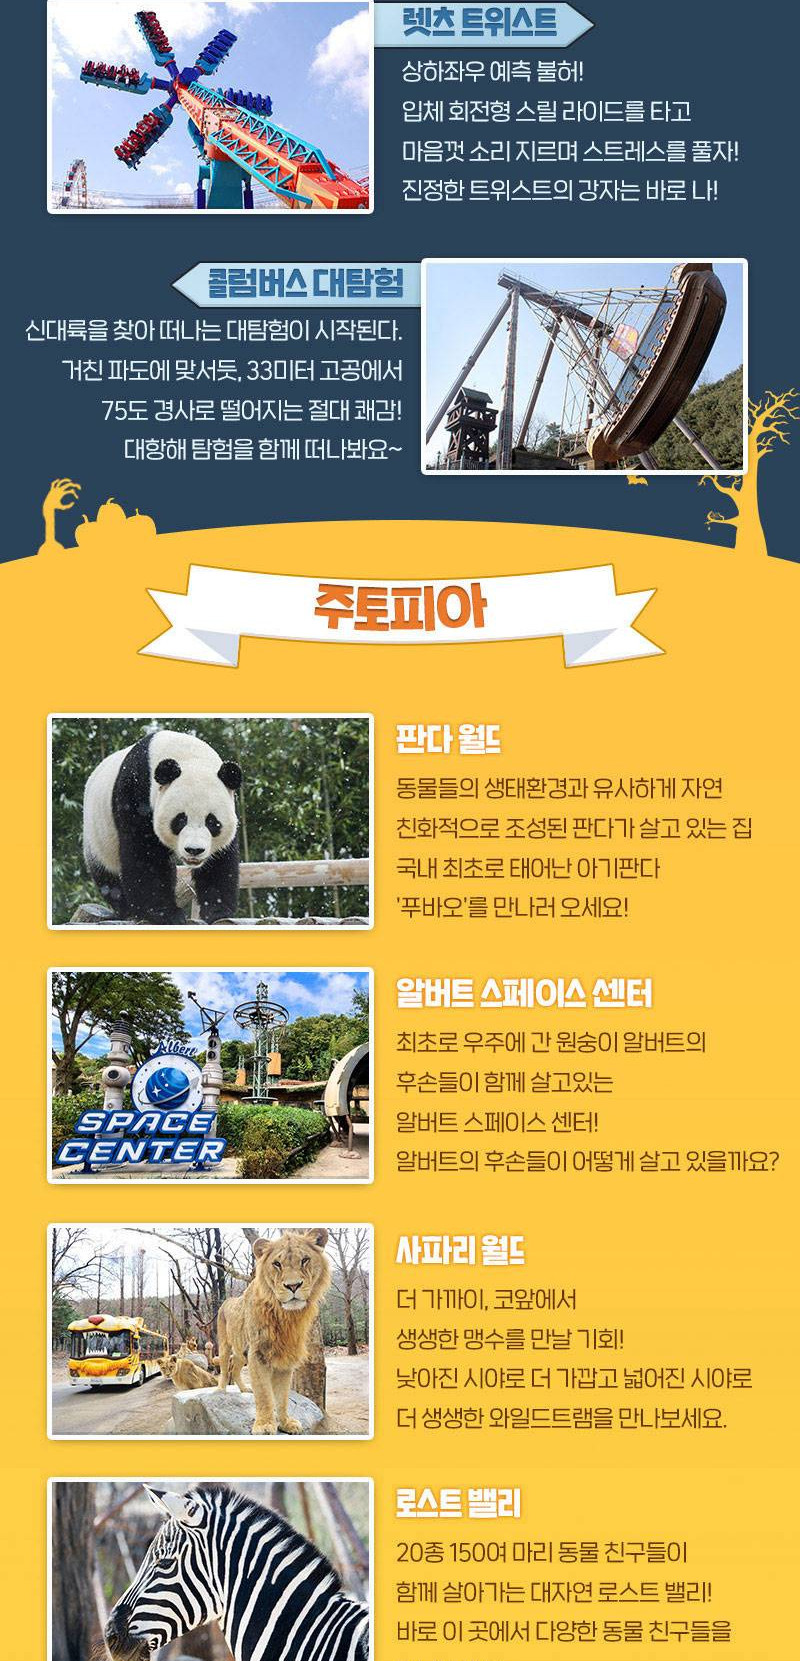 렛츠 트위스트
상하좌우 예측 불허!
입체 회전형 스릴 라이드를 타고
마음껏 소리 지르며 스트레스를 풀자!
진정한 트위스트의 강자는 바로 나!
콜럼버스 대탐험
신대륙을 찾아 떠나는 대탐험이 시작된다.
거친 파도에 맞서듯, 33미터 고공에서
75도 경사로 떨어지는 절대 쾌감!
대항해 탐험을 함께 떠나봐요~
주토피아
판다 월드
동물들의 생태환경과 유사하게 자연
친화적으로 조성된 판다가 살고 있는 집
국내 최초로 태어난 아기판다
'푸바오'를 만나러 오세요!
Albert
SPACE
CENTER
알버트 스페이스 센터
최초로 우주에 간 원숭이 알버트의
후손들이 함께 살고있는
알버트 스페이스 센터!
알버트의 후손들이 어떻게 살고 있을까요?
사파리 월드
더 가까이, 코앞에서
생생한 맹수를 만날 기회!
낮아진 시야로 더 가깝고 넓어진 시야로
더 생생한 와일드트램을 만나보세요.
로스트 밸리
20종 150여 마리 동물 친구들이
함께 살아가는 대자연 로스트 밸리!
바로 이 곳에서 다양한 동물 친구들을